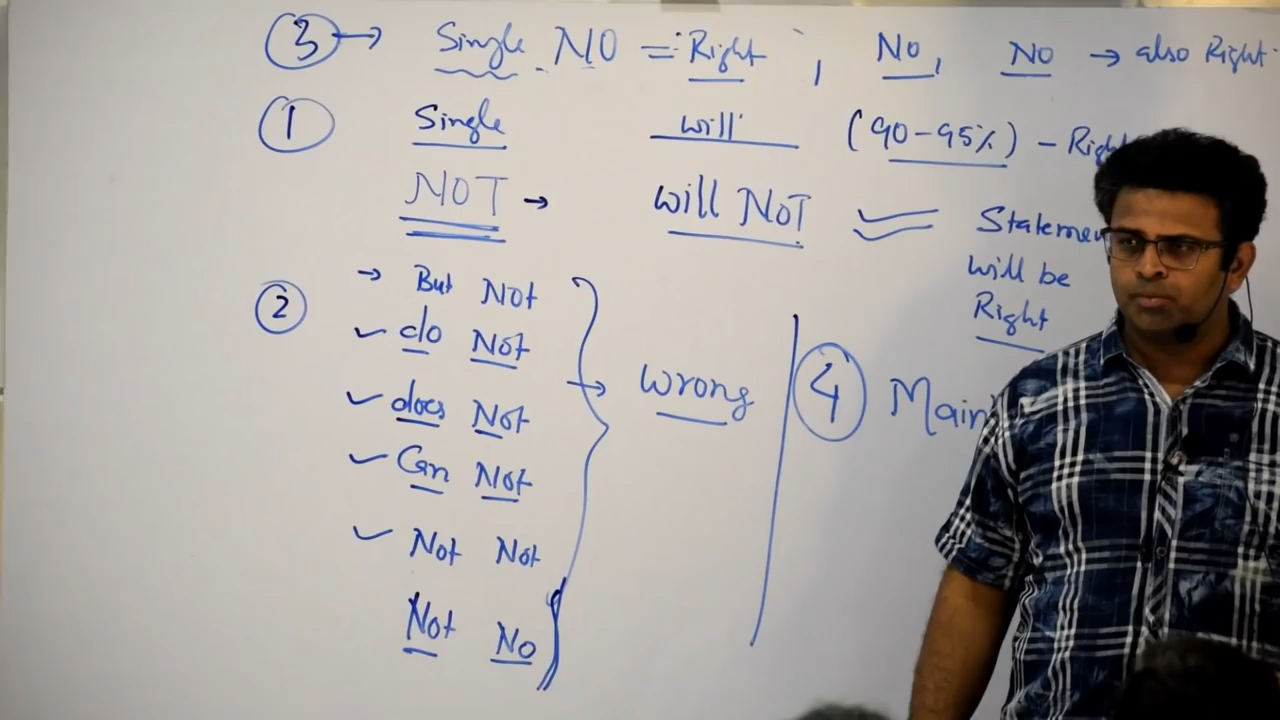 ③ → Single NO = Right, No, No → also Right
① Single will (90-95%) - Right
NOT → will NOT Statemen
will be
Right
② → But Not
✓ do Not
✓ does Not → Wrong ④ Main
✓ Can Not
✓ Not Not
Not No